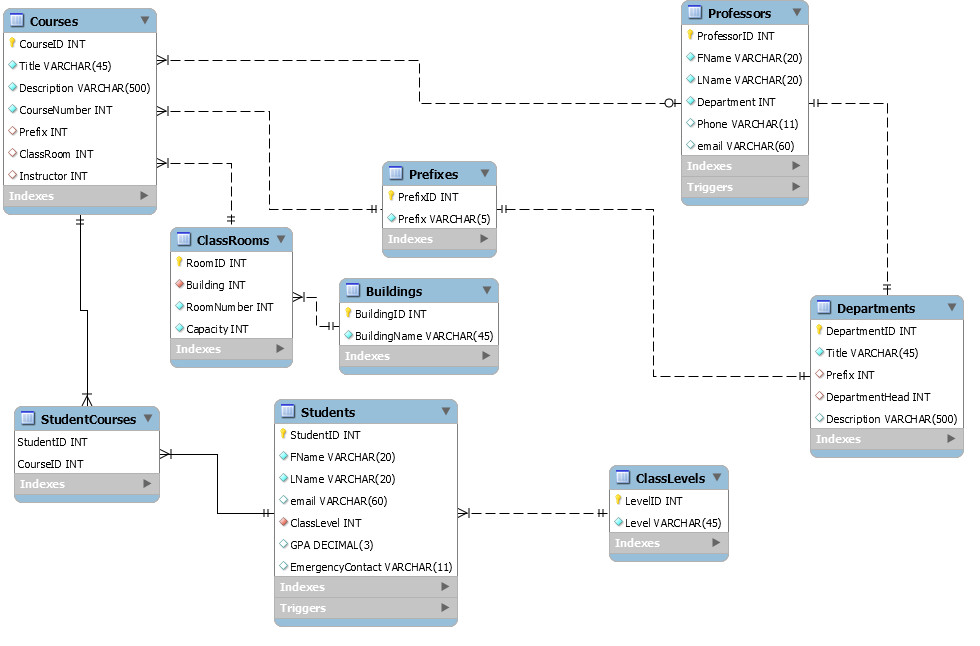 Courses
CourseID INT
Title VARCHAR(45)
Description VARCHAR(500)
CourseNumber INT
Prefix INT
ClassRoom INT
Instructor INT
Indexes
Professors
ProfessorID INT
FName VARCHAR(20)
LName VARCHAR(20)
Department INT
Phone VARCHAR(11)
email VARCHAR(60)
Indexes
Triggers
Prefixes
PrefixID INT
Prefix VARCHAR(5)
Indexes
ClassRooms
RoomID INT
Building INT
RoomNumber INT
Capacity INT
Indexes
Buildings
BuildingID INT
BuildingName VARCHAR(45)
Indexes
Departments
DepartmentID INT
Title VARCHAR(45)
Prefix INT
DepartmentHead INT
Description VARCHAR(500)
Indexes
StudentCourses
StudentID INT
CourseID INT
Indexes
Students
StudentID INT
FName VARCHAR(20)
LName VARCHAR(20)
email VARCHAR(60)
ClassLevel INT
GPA DECIMAL(3)
EmergencyContact VARCHAR(11)
Indexes
Triggers
ClassLevels
LevelID INT
Level VARCHAR(45)
Indexes